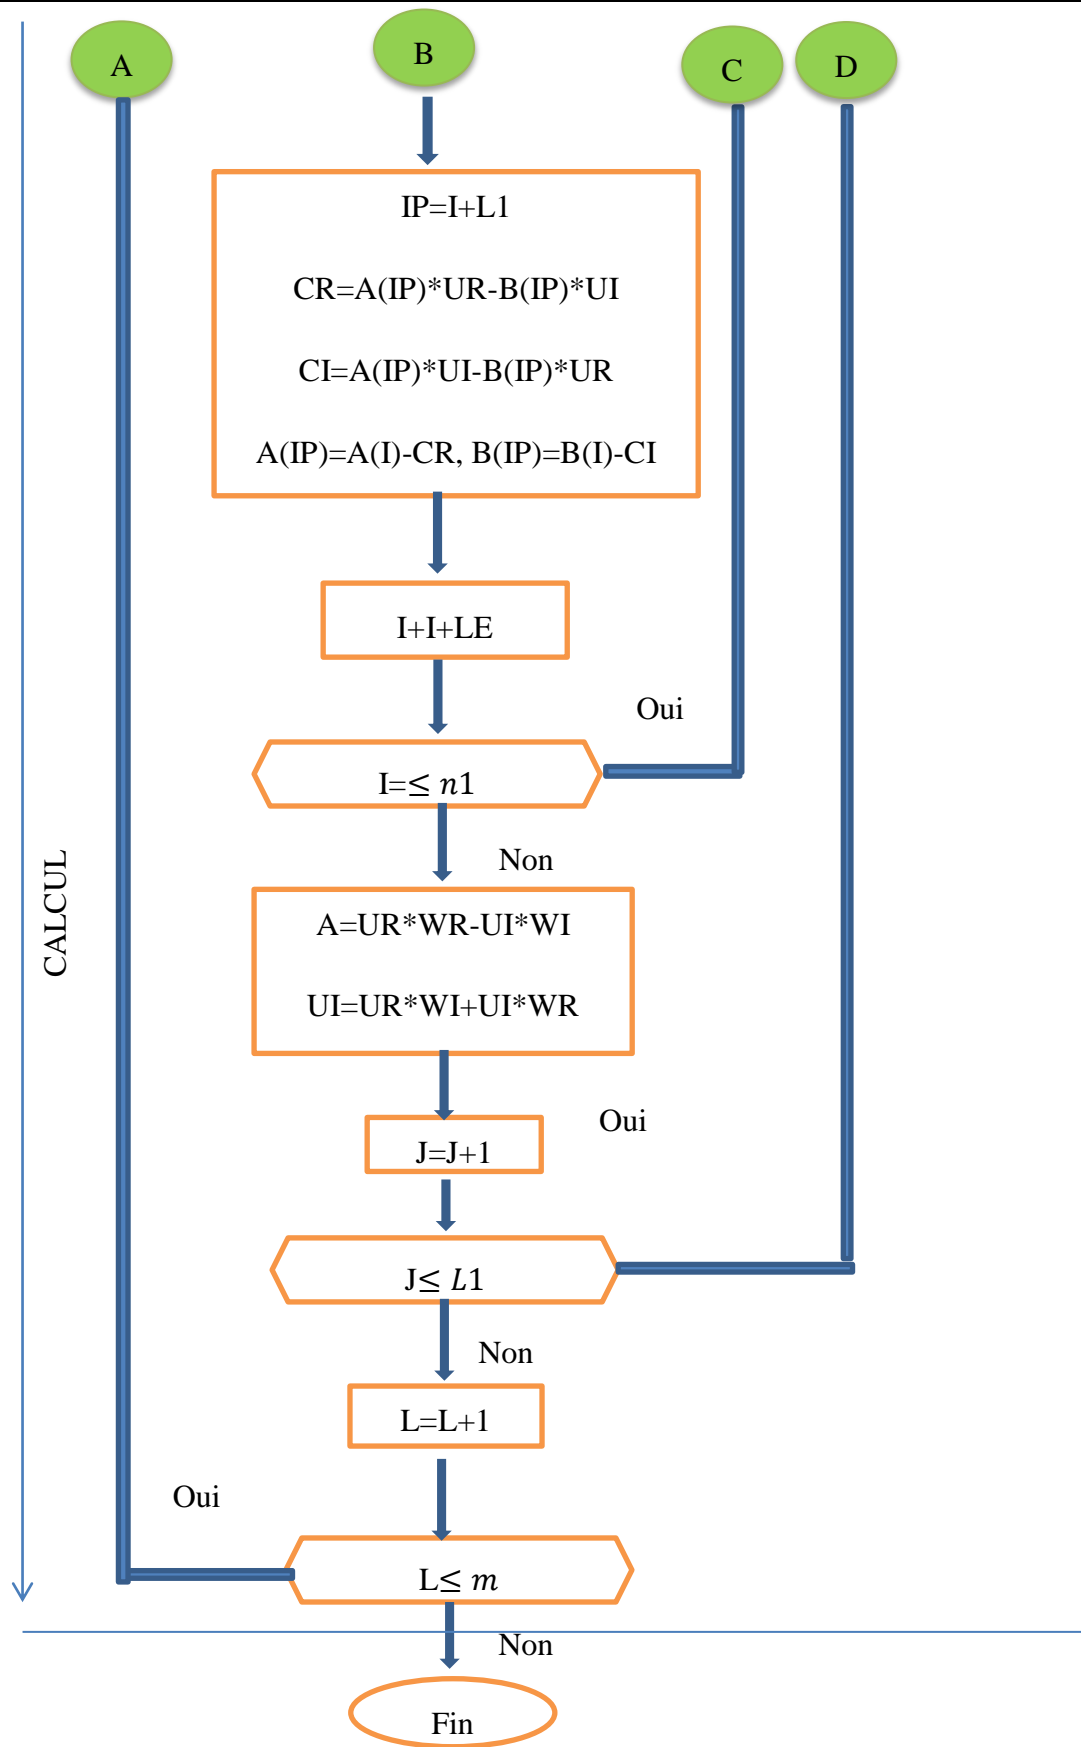 A
B
C
D
IP=I+L1
CR=A(IP)*UR-B(IP)*UI
CI=A(IP)*UI-B(IP)*UR
A(IP)=A(I)-CR, B(IP)=B(I)-CI
I+I+LE
Oui
I=≤ n1
Non
CALCUL
A=UR*WR-UI*WI
UI=UR*WI+UI*WR
Oui
J=J+1
J≤ L1
Non
L=L+1
Oui
L≤ m
Non
Fin